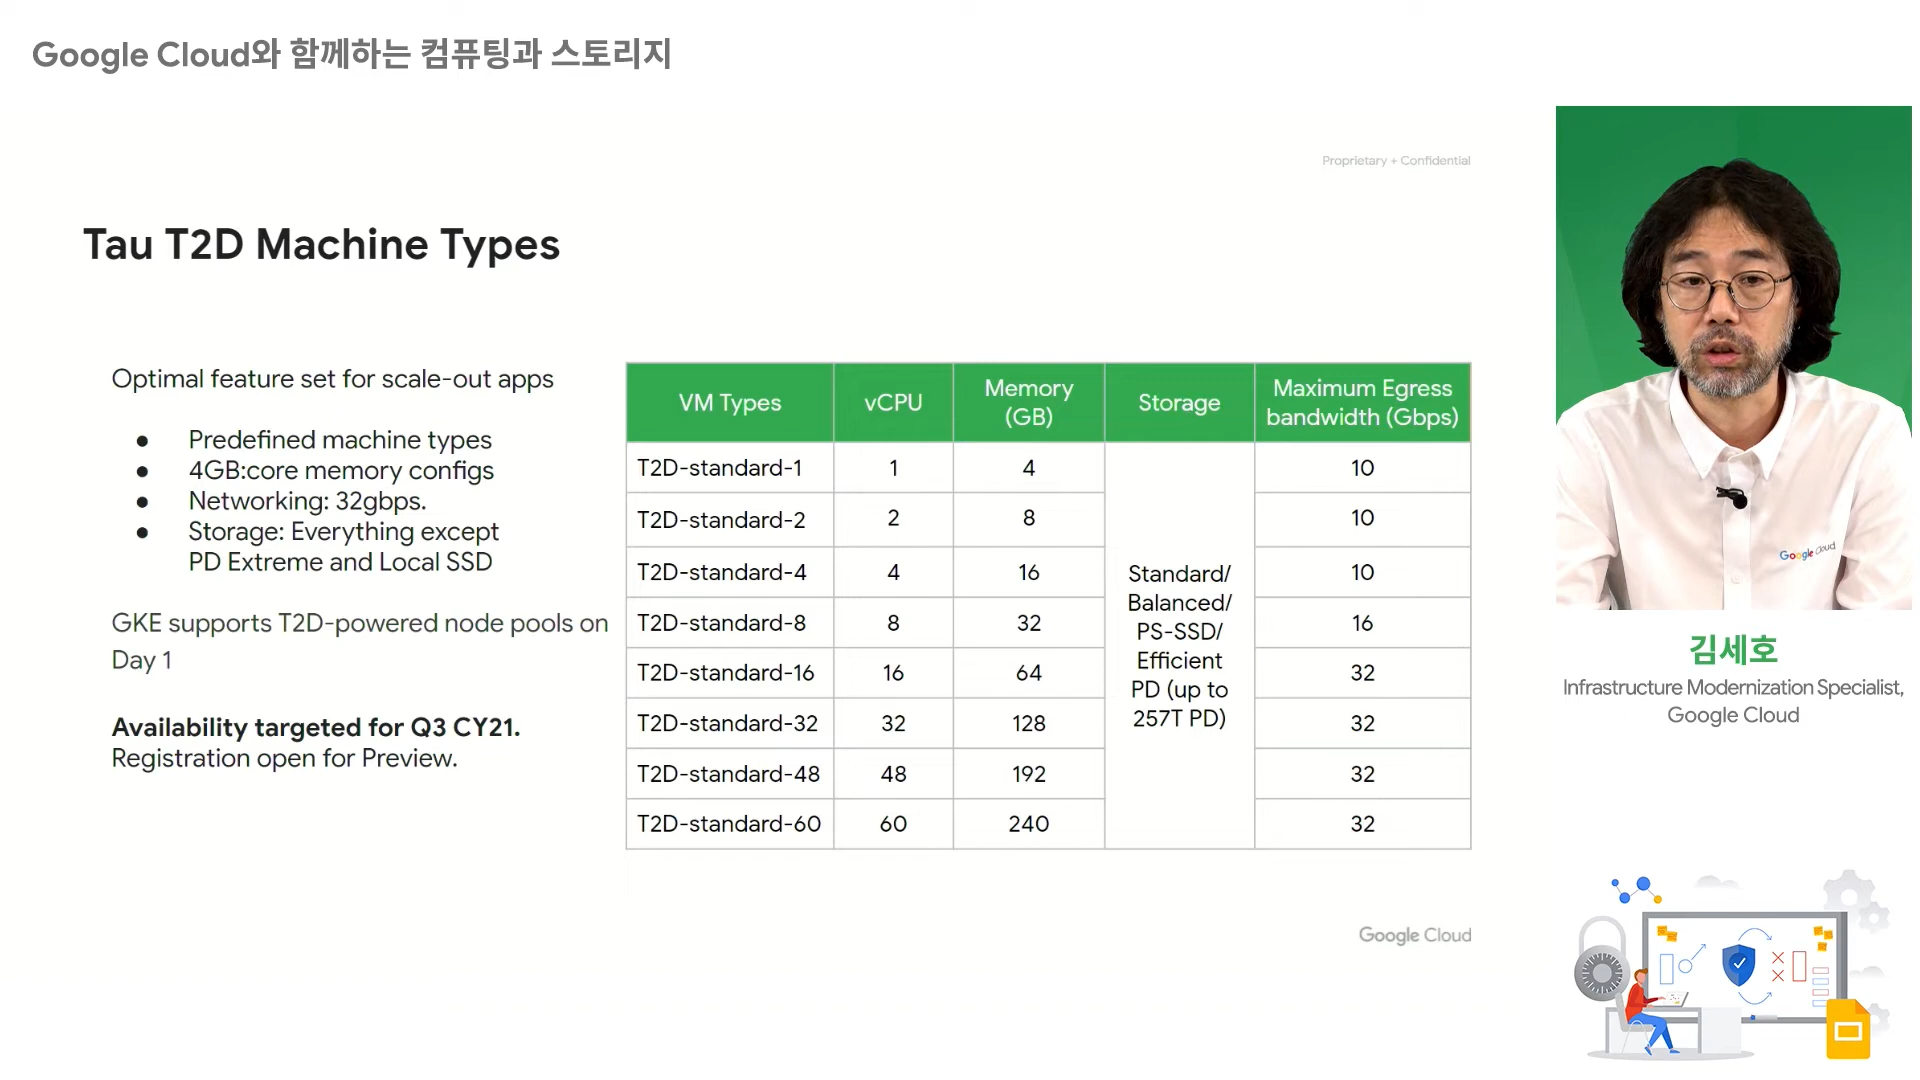 Google Cloud와 함께하는 컴퓨팅과 스토리지
Proprietary + Confidential
Tau T2D Machine Types
Optimal feature set for scale-out apps
● Predefined machine types
● 4GB:core memory configs
● Networking: 32gbps.
● Storage: Everything except
PD Extreme and Local SSD
GKE supports T2D-powered node pools on
Day 1
Availability targeted for Q3 CY21.
Registration open for Preview.
VM Types vCPU Memory (GB) Storage Maximum Egress bandwidth (Gbps)
T2D-standard-1 1 4 10
T2D-standard-2 2 8 10
T2D-standard-4 4 16 10
T2D-standard-8 8 32 16
T2D-standard-16 16 64 32
T2D-standard-32 32 128 32
T2D-standard-48 48 192 32
T2D-standard-60 60 240 32
Standard/
Balanced/
PS-SSD/
Efficient
PD (up to
257T PD)
Google Cloud
Google Cloud
김세호
Infrastructure Modernization Specialist,
Google Cloud